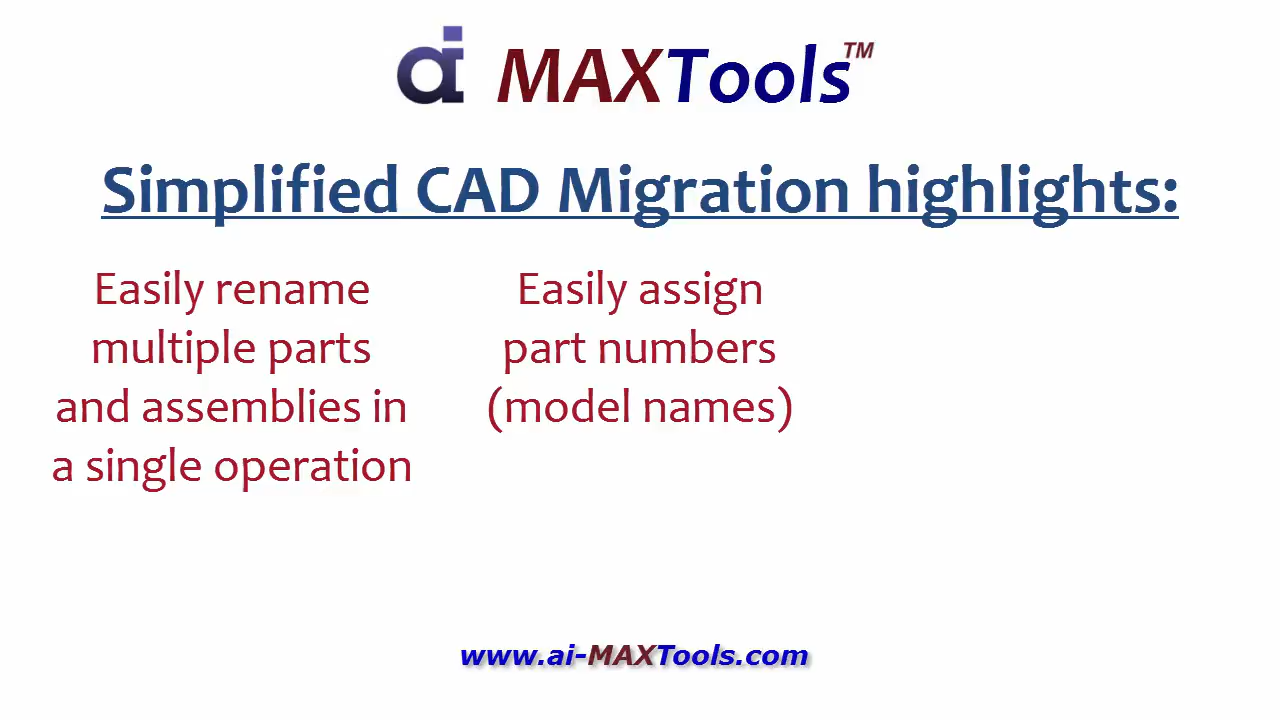 ai MAXTools™
Simplified CAD Migration highlights:
Easily rename
multiple parts
and assemblies in
a single operation
Easily assign
part numbers
(model names)
www.ai-MAXTools.com